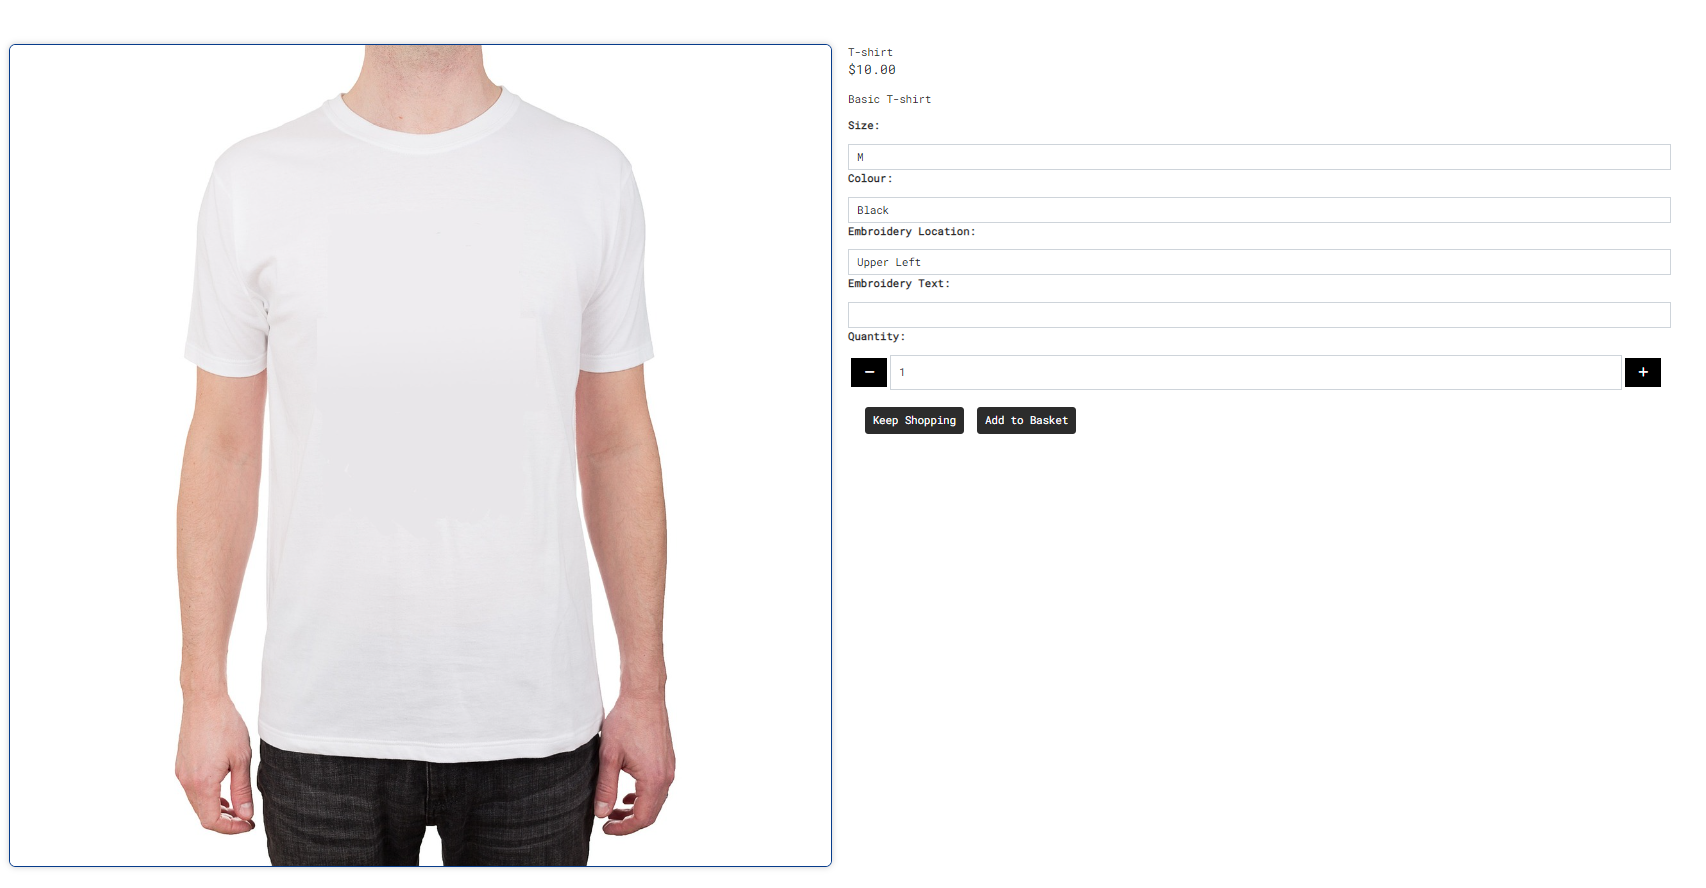 T-shirt
$10.00
Basic T-shirt
Size:
M
Colour:
Black
Embroidery Location:
Upper Left
Embroidery Text:
Quantity:
− 1 +
Keep Shopping Add to Basket